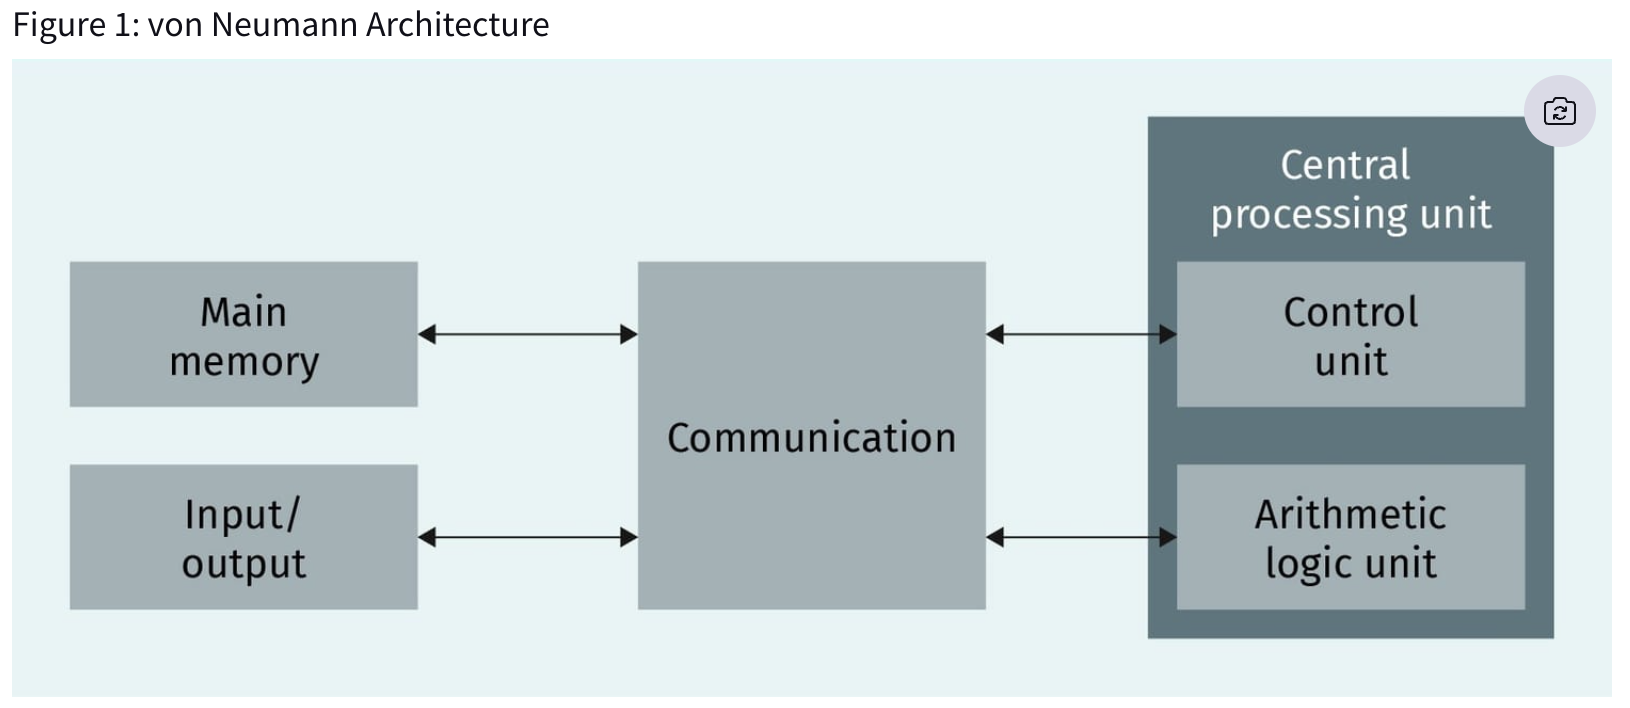 Figure 1: von Neumann Architecture
Central
processing unit
Main
memory
Communication
Control
unit
Input/
output
Arithmetic
logic unit